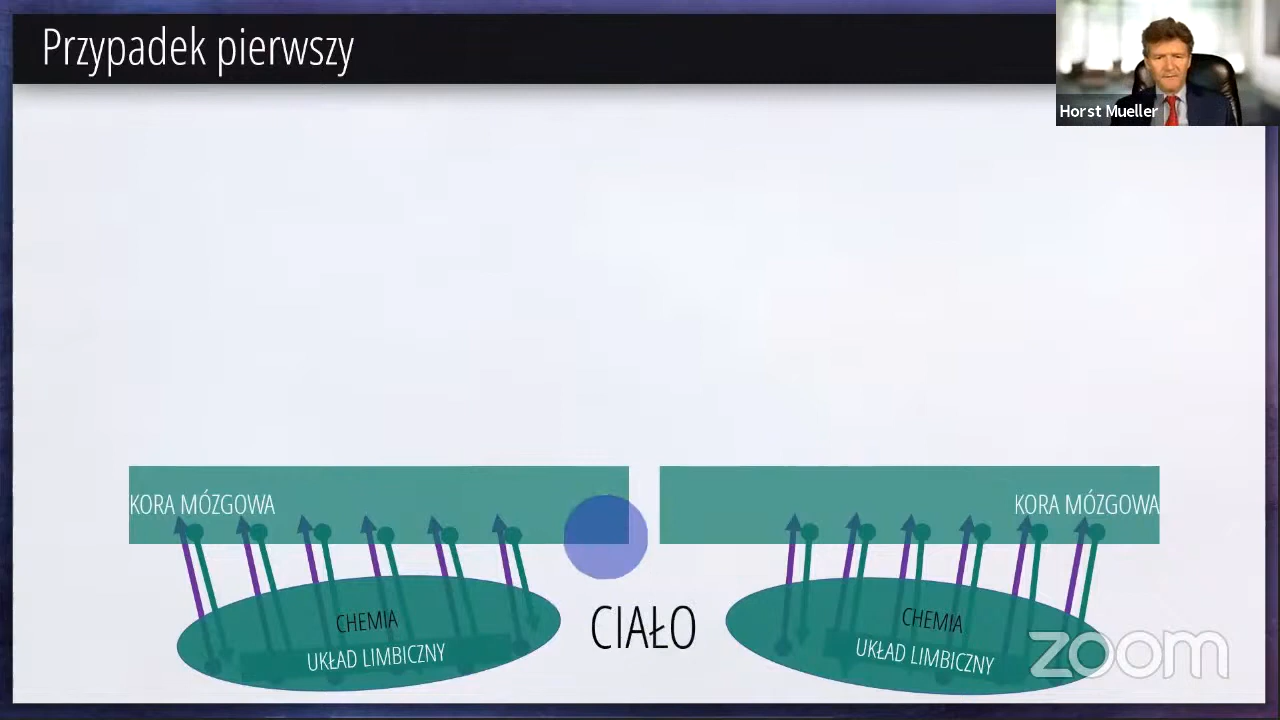 Przypadek pierwszy
Horst Mueller
KORA MÓZGOWA
KORA MÓZGOWA
CHEMIA
UKŁAD LIMBICZNY
CIAŁO
CHEMIA
UKŁAD LIMBICZNY
zoom